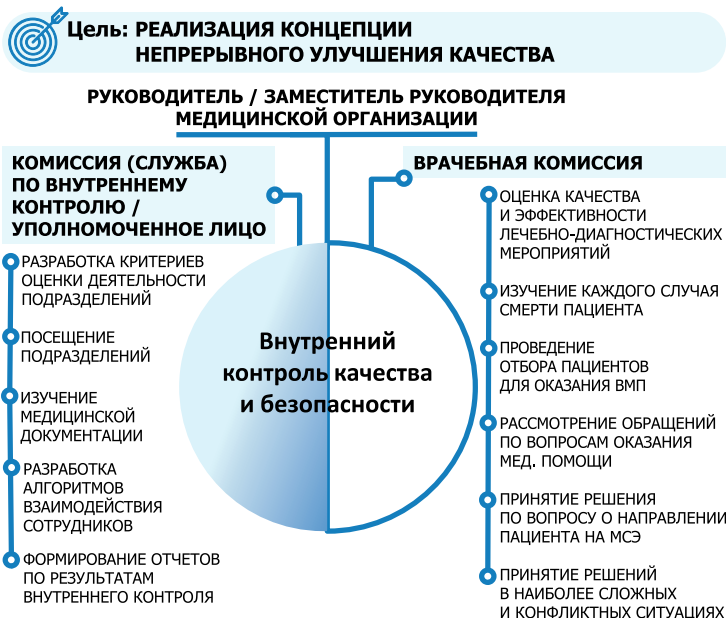 Цель: РЕАЛИЗАЦИЯ КОНЦЕПЦИИ
НЕПРЕРЫВНОГО УЛУЧШЕНИЯ КАЧЕСТВА
РУКОВОДИТЕЛЬ / ЗАМЕСТИТЕЛЬ РУКОВОДИТЕЛЯ
МЕДИЦИНСКОЙ ОРГАНИЗАЦИИ
КОМИССИЯ (СЛУЖБА)
ПО ВНУТРЕННЕМУ
КОНТРОЛЮ /
УПОЛНОМОЧЕННОЕ ЛИЦО
РАЗРАБОТКА КРИТЕРИЕВ
ОЦЕНКИ ДЕЯТЕЛЬНОСТИ
ПОДРАЗДЕЛЕНИЙ
ПОСЕЩЕНИЕ
ПОДРАЗДЕЛЕНИЙ
ИЗУЧЕНИЕ
МЕДИЦИНСКОЙ
ДОКУМЕНТАЦИИ
РАЗРАБОТКА
АЛГОРИТМОВ
ВЗАИМОДЕЙСТВИЯ
СОТРУДНИКОВ
ФОРМИРОВАНИЕ ОТЧЕТОВ
ПО РЕЗУЛЬТАТАМ
ВНУТРЕННЕГО КОНТРОЛЯ
Внутренний
контроль качества
и безопасности
ВРАЧЕБНАЯ КОМИССИЯ
ОЦЕНКА КАЧЕСТВА
И ЭФФЕКТИВНОСТИ
ЛЕЧЕБНО-ДИАГНОСТИЧЕСКИХ
МЕРОПРИЯТИЙ
ИЗУЧЕНИЕ КАЖДОГО СЛУЧАЯ
СМЕРТИ ПАЦИЕНТА
ПРОВЕДЕНИЕ
ОТБОРА ПАЦИЕНТОВ
ДЛЯ ОКАЗАНИЯ ВМП
РАССМОТРЕНИЕ ОБРАЩЕНИЙ
ПО ВОПРОСАМ ОКАЗАНИЯ
МЕД. ПОМОЩИ
ПРИНЯТИЕ РЕШЕНИЯ
ПО ВОПРОСУ О НАПРАВЛЕНИИ
ПАЦИЕНТА НА МСЭ
ПРИНЯТИЕ РЕШЕНИЙ
В НАИБОЛЕЕ СЛОЖНЫХ
И КОНФЛИКТНЫХ СИТУАЦИЯХ